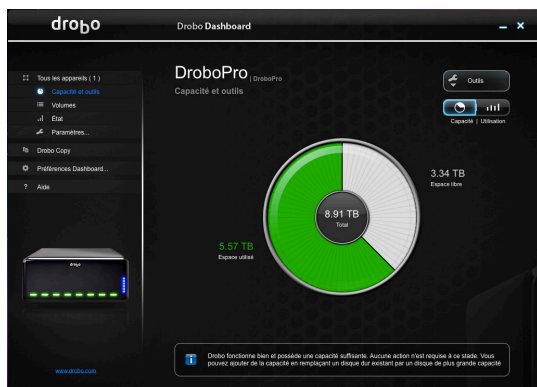 drobo
Drobo Dashboard
Tous les appareils ( 1 )
Capacité et outils
Volumes
État
Paramètres...
Drobo Copy
Préférences Dashboard...
? Aide
drobo
www.drobo.com
DroboPro | DroboPro
Capacité et outils
Outils
Capacité | Utilisation
3.34 TB
Espace libre
8.91 TB
Total
5.57 TB
Espace utilisé
Drobo fonctionne bien et possède une capacité suffisante. Aucune action n'est requise à ce stade. Vous
pouvez ajouter de la capacité en remplaçant un disque dur existant par un disque de plus grande capacité